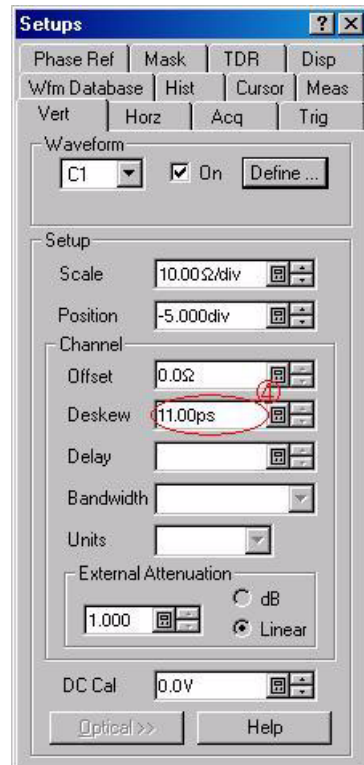 Setups ? ×
Phase Ref Mask TDR Disp
Wfm Database Hist Cursor Meas
Vert Horz Acq Trig
Waveform
C1 On Define ...
Setup
Scale 10.00Ω/div
Position -5.000div
Channel
Offset 0.0Ω
④
Deskew 11.00ps
Delay
Bandwidth
Units
External Attenuation
dB
1.000
Linear
DC Cal 0.0V
Optical >> Help